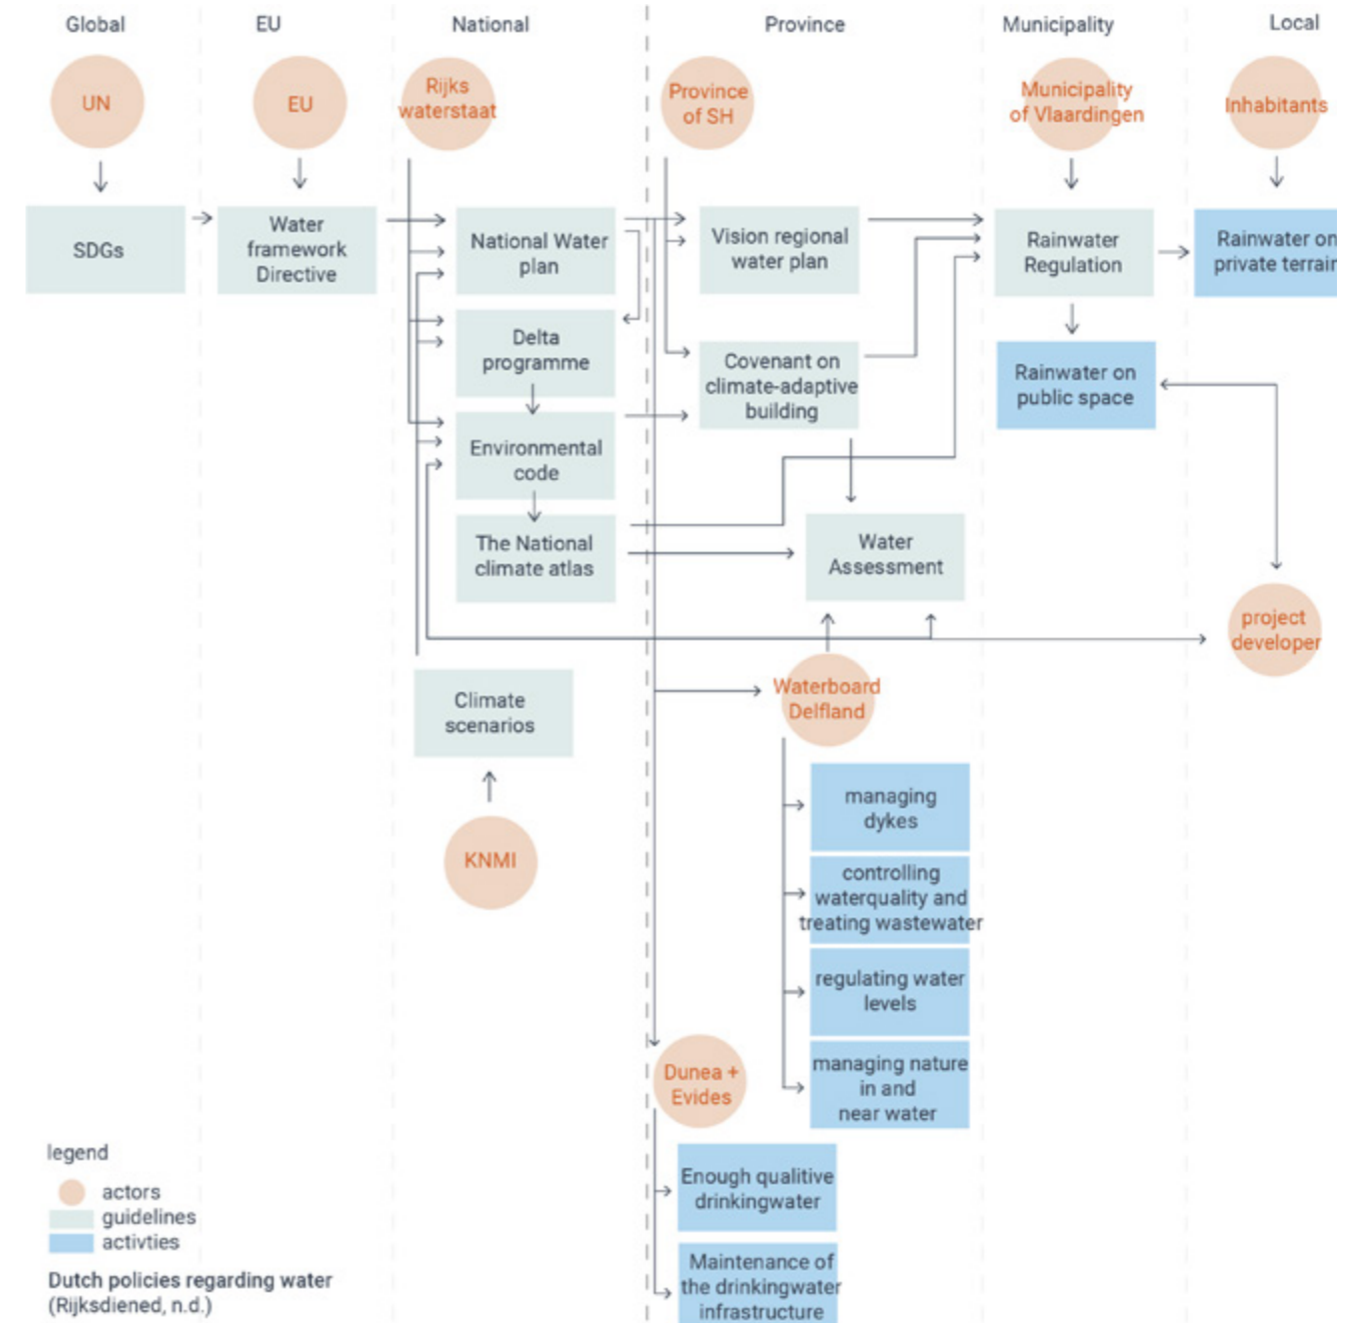 Global
EU
National
Province
Municipality
Local
UN
EU
Rijks
waterstaat
Province
of SH
Municipality
of Vlaardingen
Inhabitants
SDGs
Water
framework
Directive
National Water
plan
Vision regional
water plan
Rainwater
Regulation
Rainwater on
private terrain
Delta
programme
Covenant on
climate-adaptive
building
Rainwater on
public space
Environmental
code
The National
climate atlas
Water
Assessment
project
developer
Climate
scenarios
Waterboard
Delfland
KNMI
managing
dykes
controlling
waterquality and
treating wastewater
regulating water
levels
managing nature
in and
near water
Dunea +
Evides
Enough qualitive
drinkingwater
Maintenance of
the drinkingwater
infrastructure
legend
actors
guidelines
activties
Dutch policies regarding water
(Rijksdiened, n.d.)